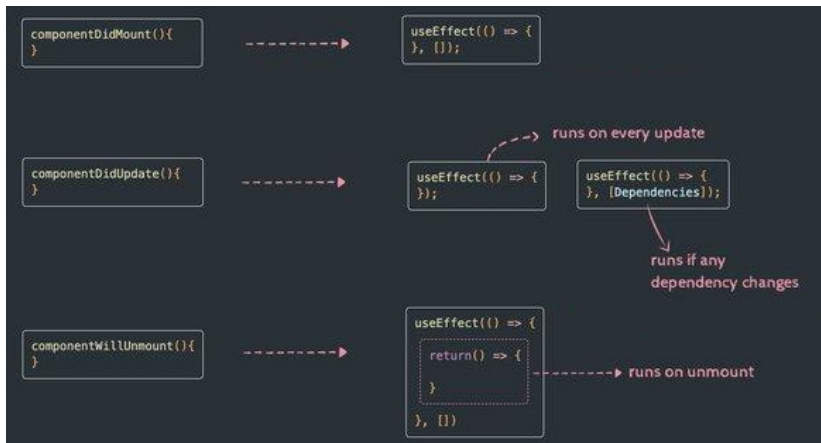 componentDidMount(){
}
useEffect(() => {
}, []);
componentDidUpdate(){
}
runs on every update
useEffect(() => {
});
useEffect(() => {
}, [Dependencies]);
runs if any
dependency changes
componentWillUnmount(){
}
useEffect(() => {
return() => {
}
}, [])
runs on unmount